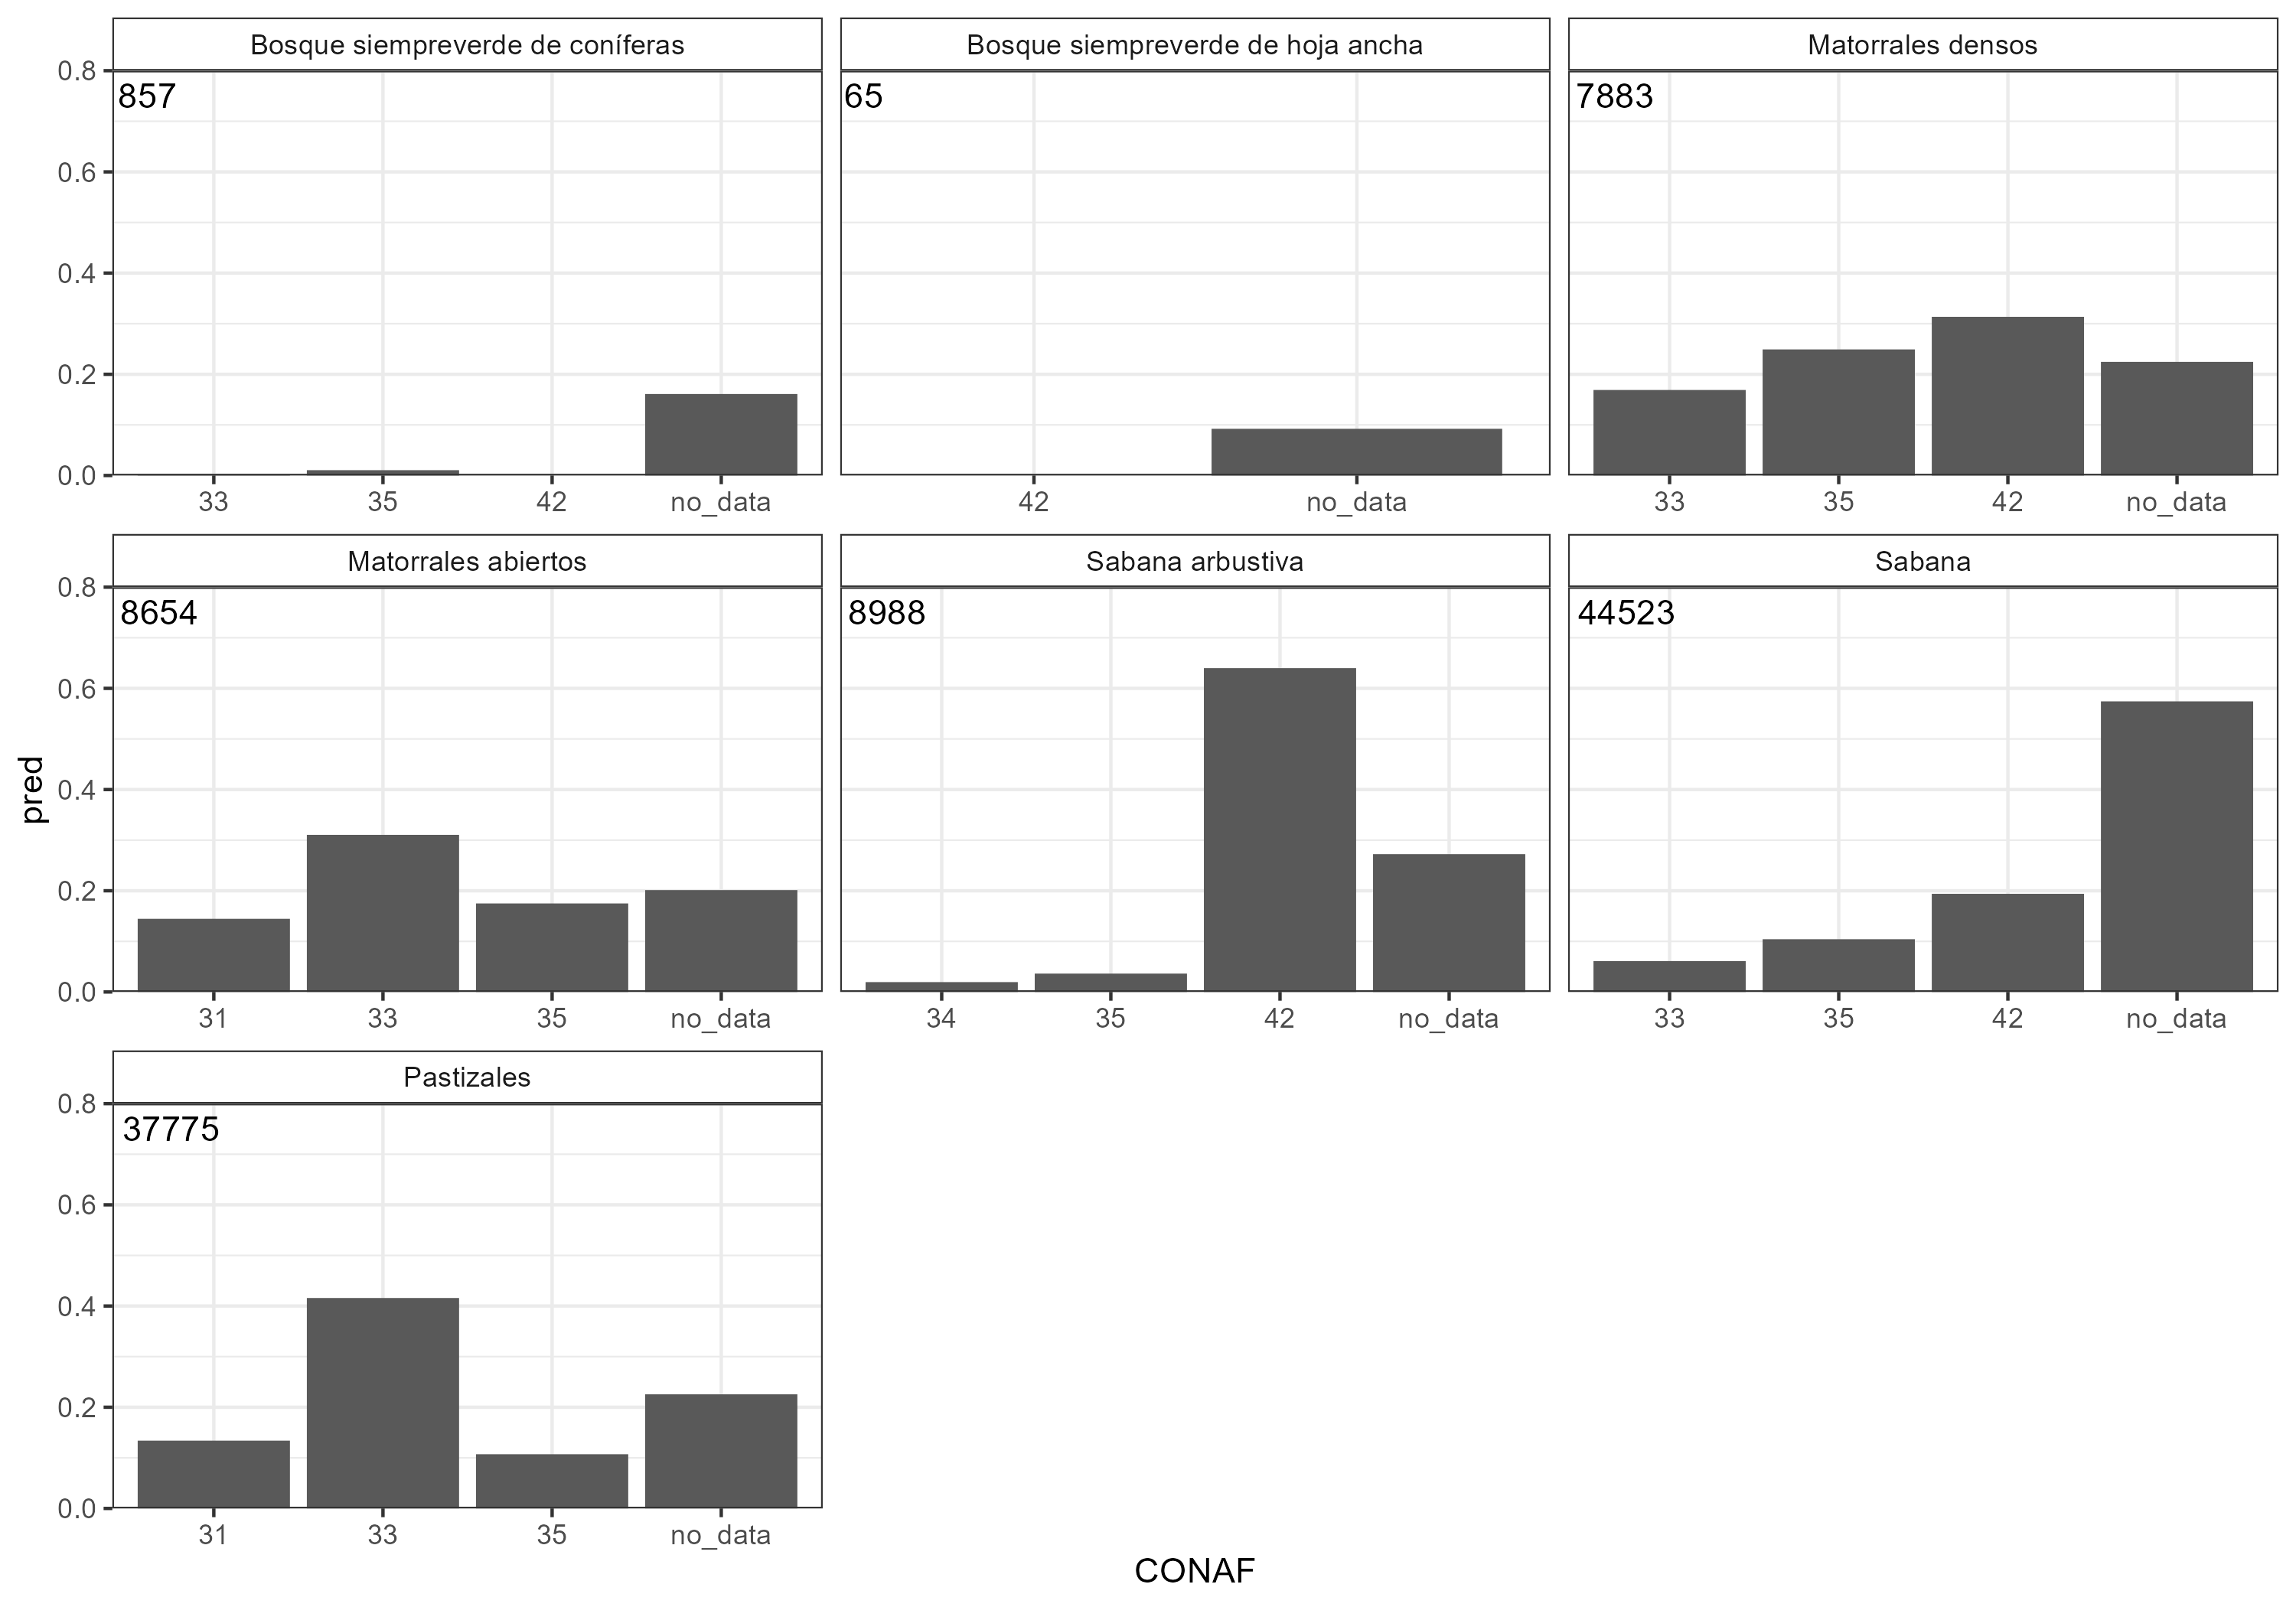 Bosque siempreverde de coníferas
857
0.8
0.6
0.4
0.2
0.0
33 35 42 no_data
Bosque siempreverde de hoja ancha
65
42 no_data
Matorrales densos
7883
33 35 42 no_data
Matorrales abiertos
8654
0.8
0.6
0.4
0.2
0.0
31 33 35 no_data
Sabana arbustiva
8988
34 35 42 no_data
Sabana
44523
33 35 42 no_data
Pastizales
37775
0.8
0.6
0.4
0.2
0.0
31 33 35 no_data
pred
CONAF